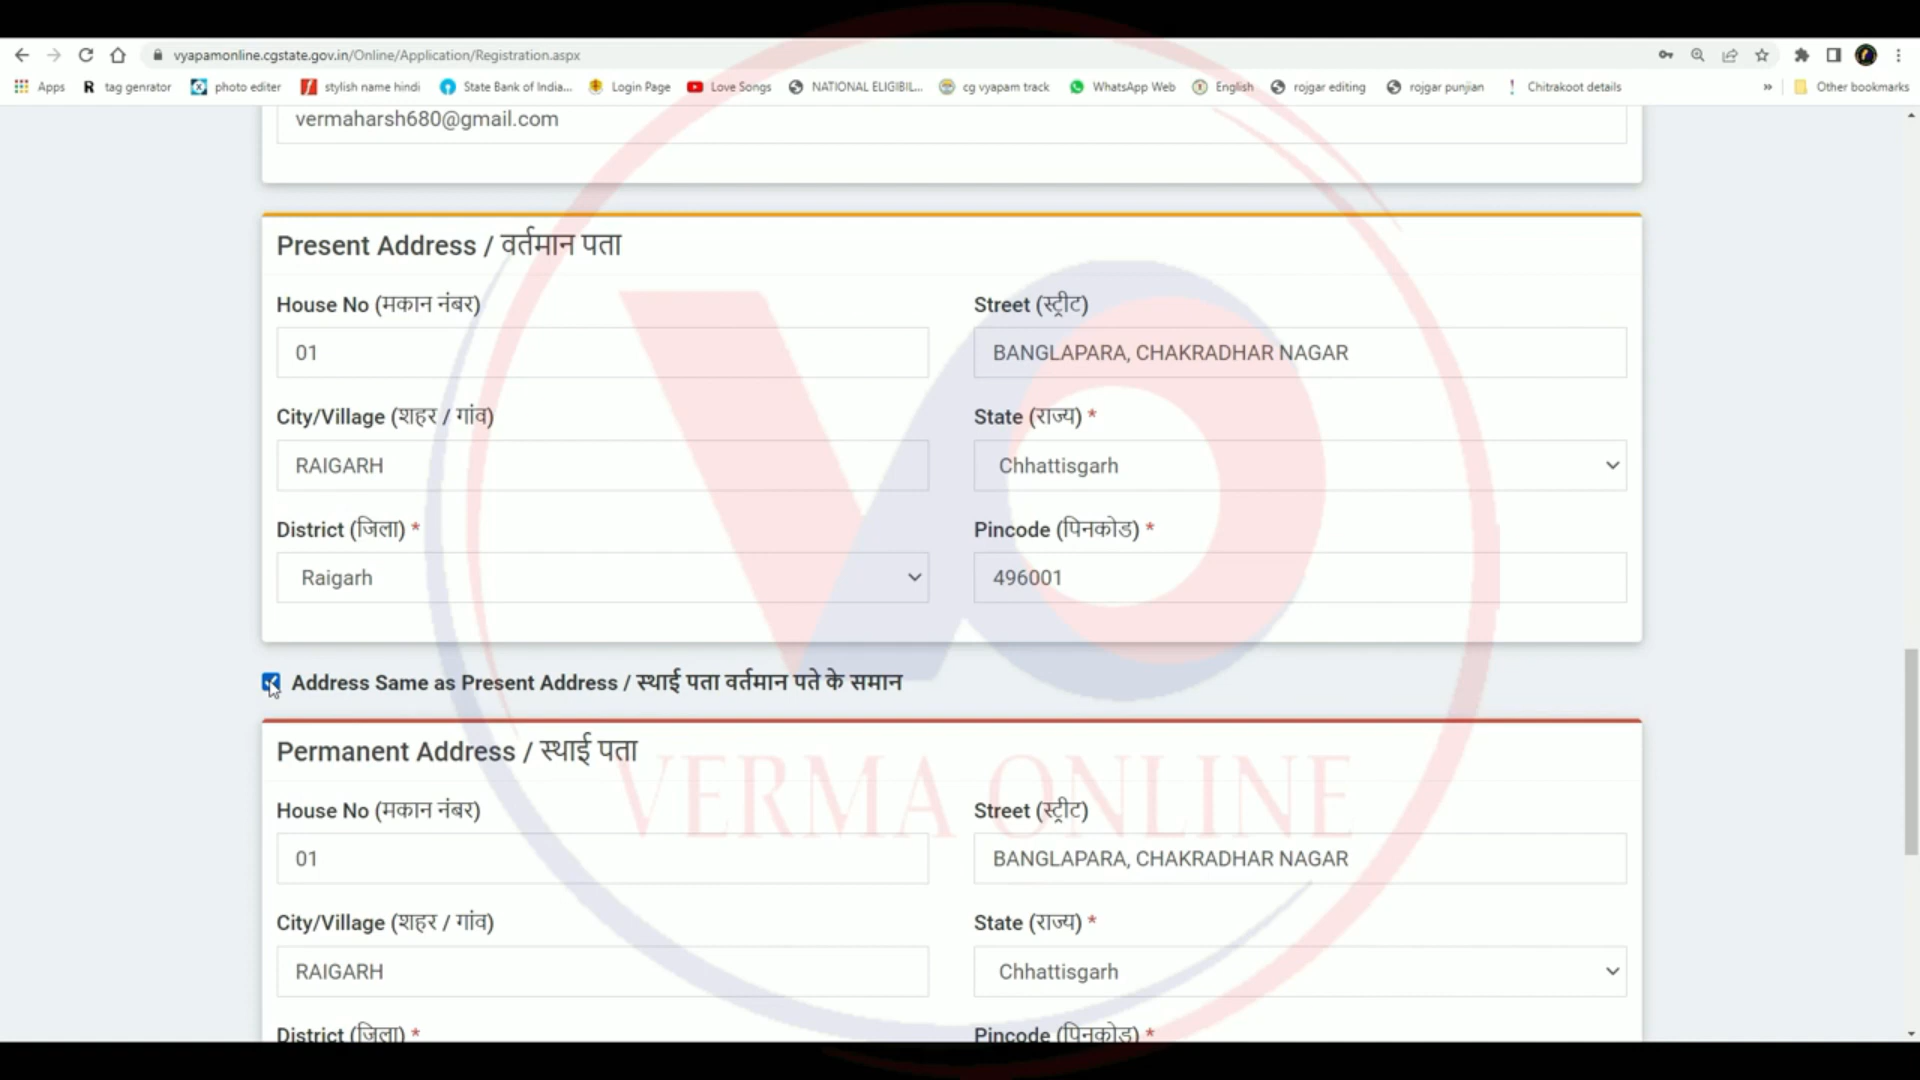 vyapamonline.cgstate.gov.in/Online/Application/Registration.aspx
Apps R tag genrator photo editer stylish name hindi State Bank of India... Login Page Love Songs NATIONAL ELIGIBIL... cg vyapam track WhatsApp Web English rojgar editing rojgar punjian Chitrakoot details » Other bookmarks
vermaharsh680@gmail.com
Present Address / वर्तमान पता
House No (मकान नंबर) Street (स्ट्रीट)
01 BANGLAPARA, CHAKRADHAR NAGAR
City/Village (शहर / गांव) State (राज्य) *
RAIGARH Chhattisgarh
District (जिला) * Pincode (पिनकोड) *
Raigarh 496001
Address Same as Present Address / स्थाई पता वर्तमान पते के समान
Permanent Address / स्थाई पता
VERMA ONLINE
House No (मकान नंबर) Street (स्ट्रीट)
01 BANGLAPARA, CHAKRADHAR NAGAR
City/Village (शहर / गांव) State (राज्य) *
RAIGARH Chhattisgarh
District (जिला) * Pincode (पिनकोड) *